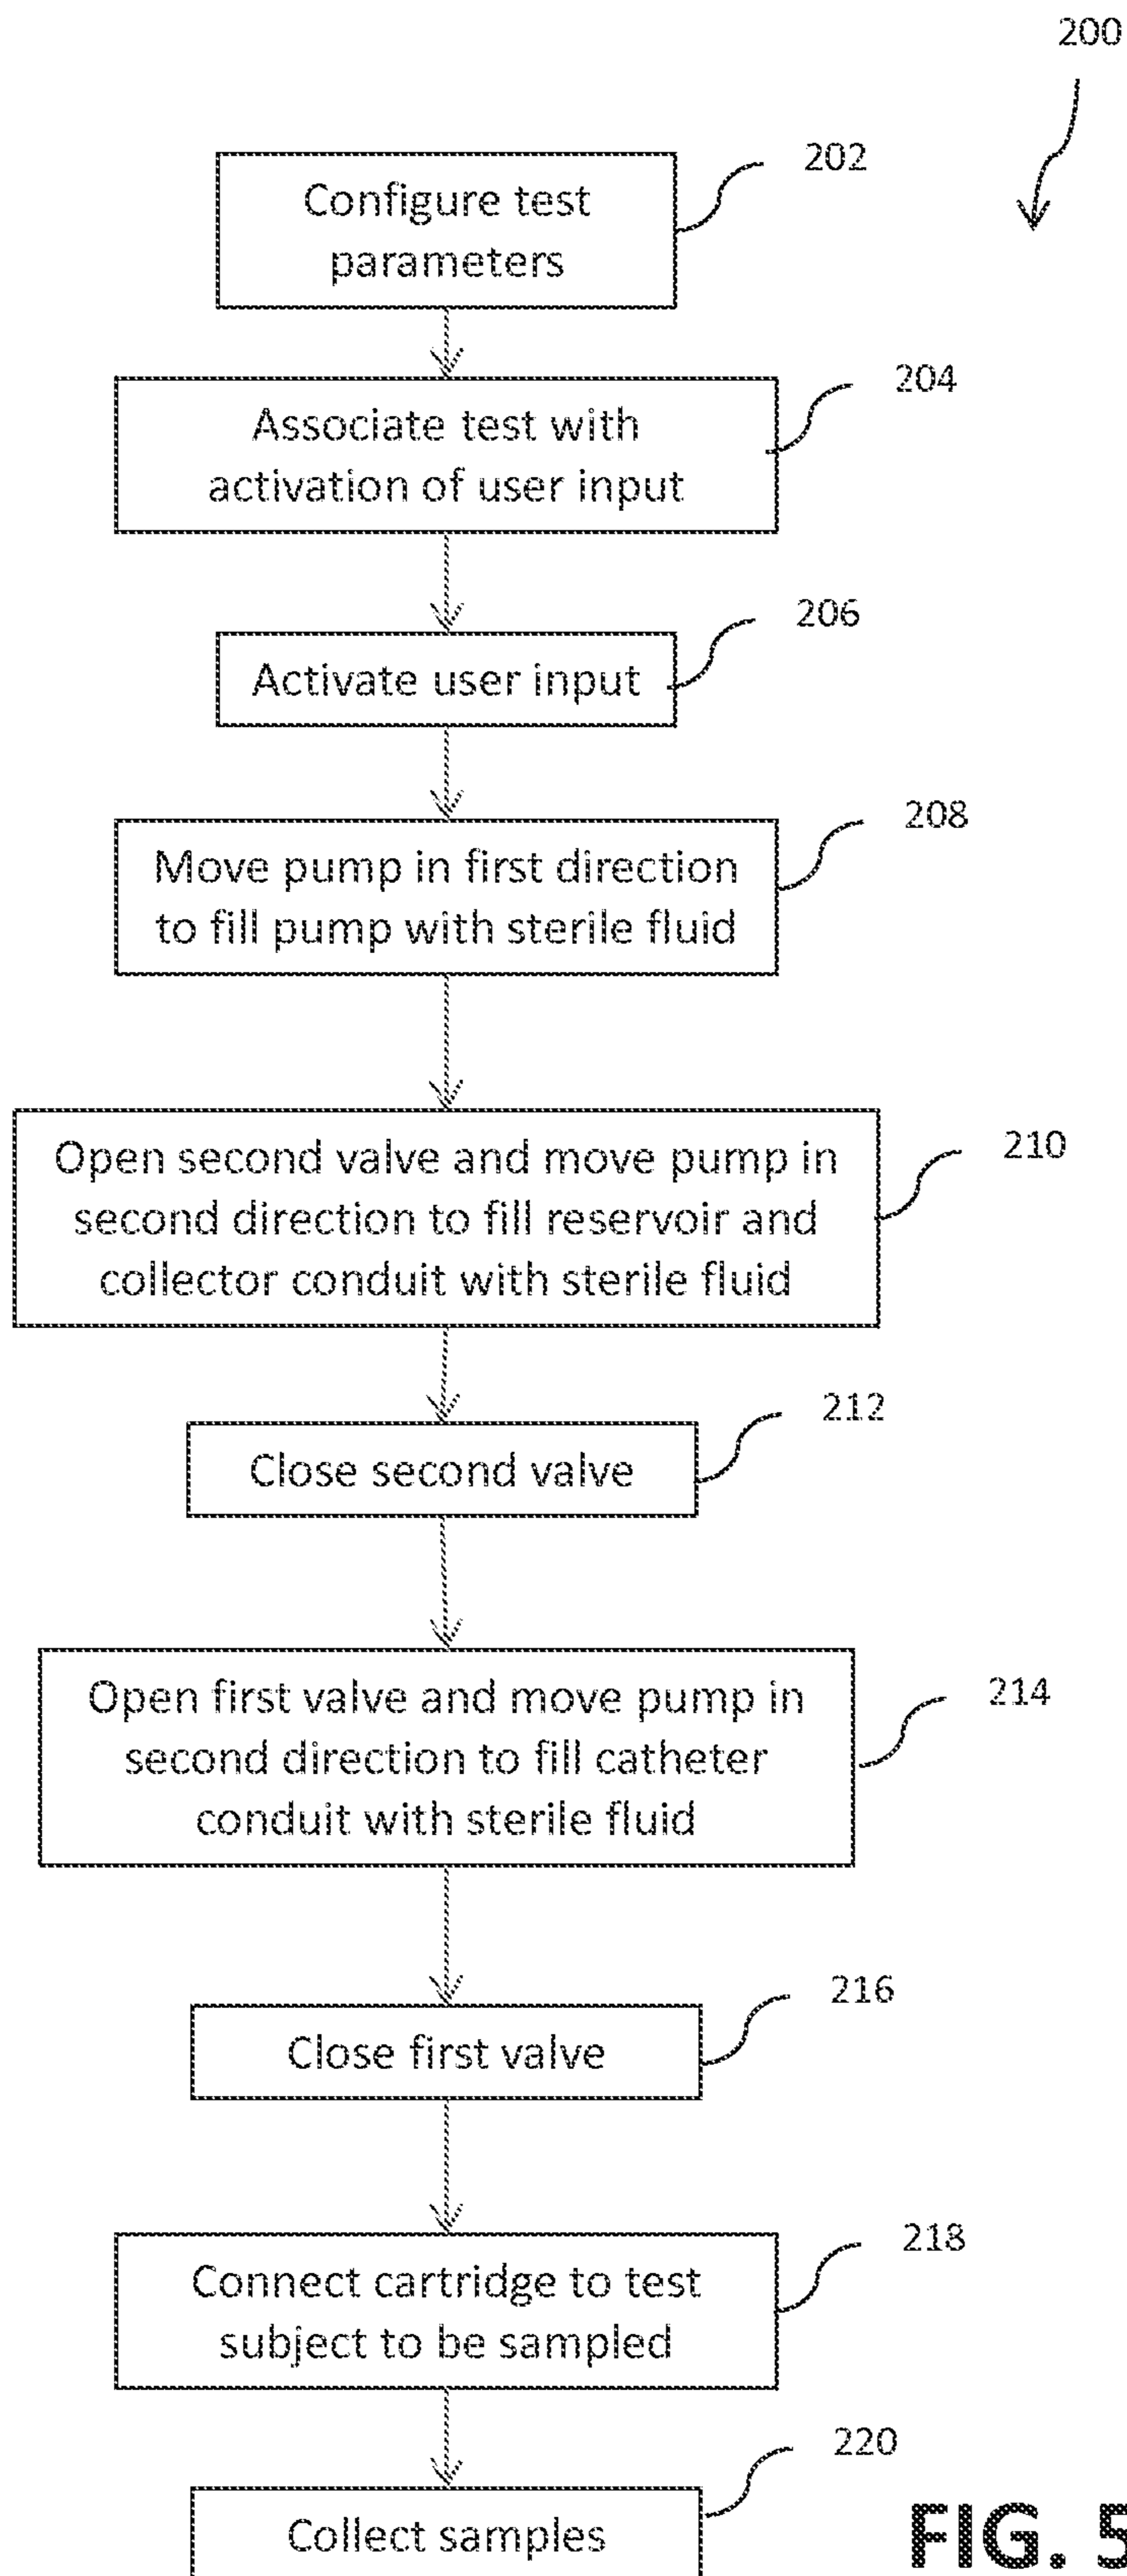 200
202
Configure test
parameters
204
Associate test with
activation of user input
206
Activate user input
208
Move pump in first direction
to fill pump with sterile fluid
210
Open second valve and move pump in
second direction to fill reservoir and
collector conduit with sterile fluid
212
Close second valve
214
Open first valve and move pump in
second direction to fill catheter
conduit with sterile fluid
216
Close first valve
218
Connect cartridge to test
subject to be sampled
220
Collect samples
FIG. 5